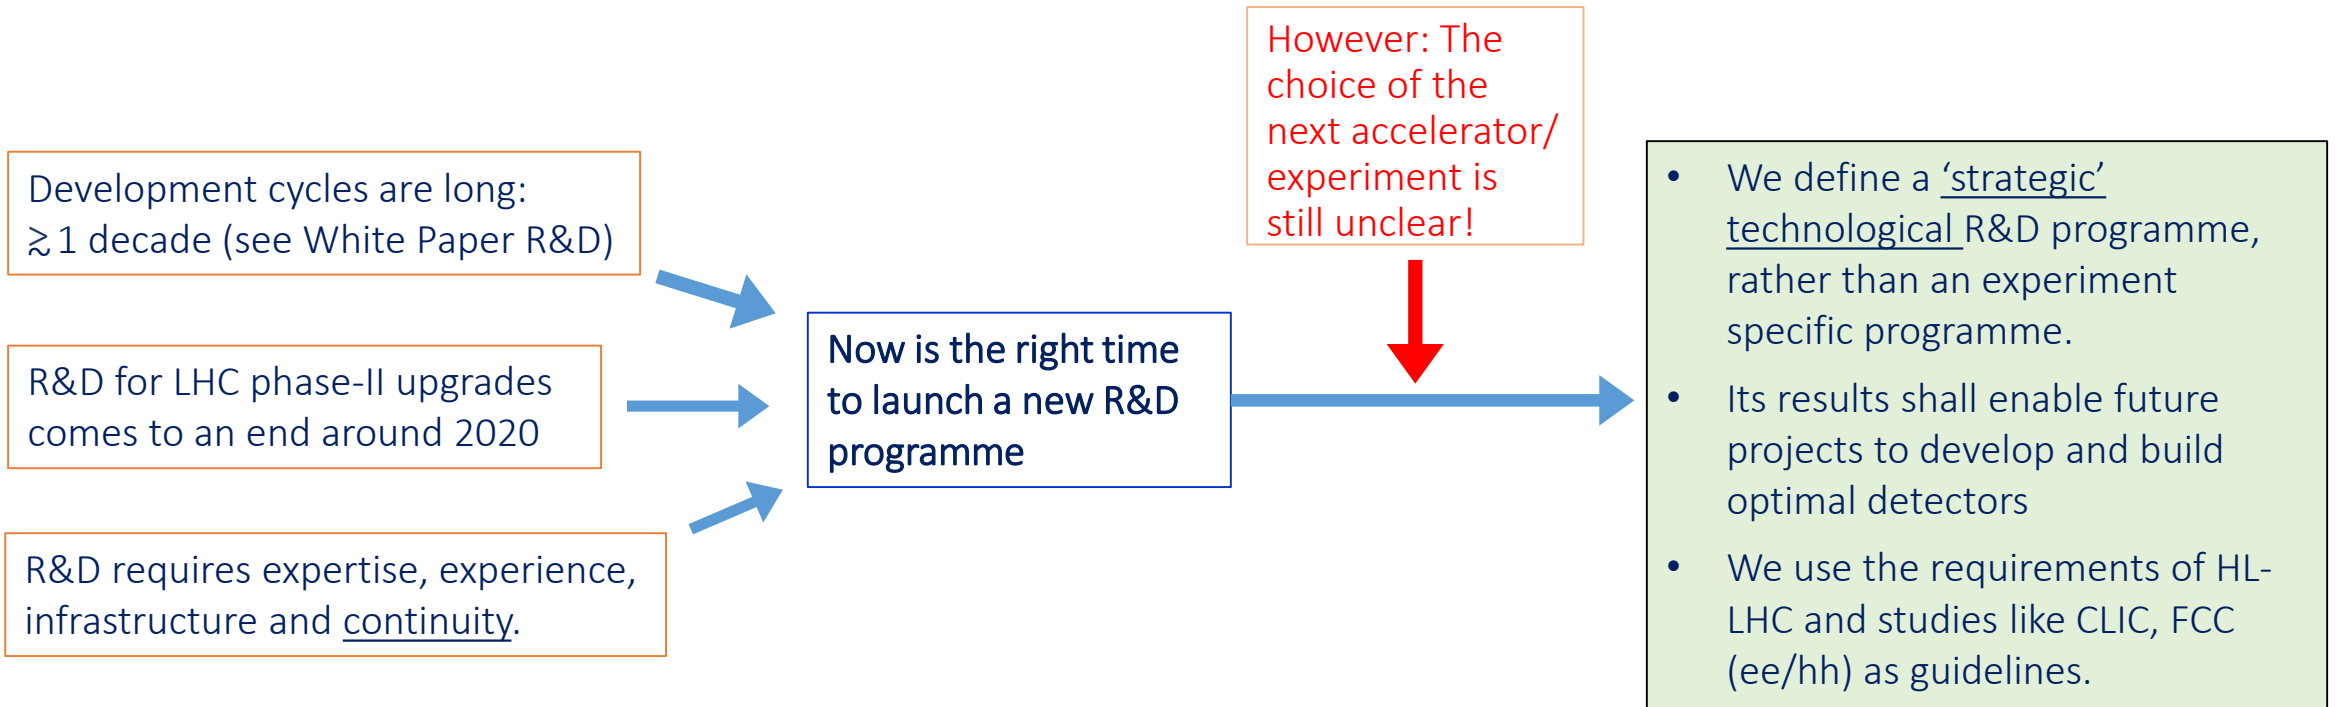 Development cycles are long:
≳ 1 decade (see White Paper R&D)
R&D for LHC phase-II upgrades
comes to an end around 2020
R&D requires expertise, experience,
infrastructure and continuity.
Now is the right time
to launch a new R&D
programme
However: The
choice of the
next accelerator/
experiment is
still unclear!
• We define a ‘strategic’
technological R&D programme,
rather than an experiment
specific programme.
• Its results shall enable future
projects to develop and build
optimal detectors
• We use the requirements of HL-
LHC and studies like CLIC, FCC
(ee/hh) as guidelines.